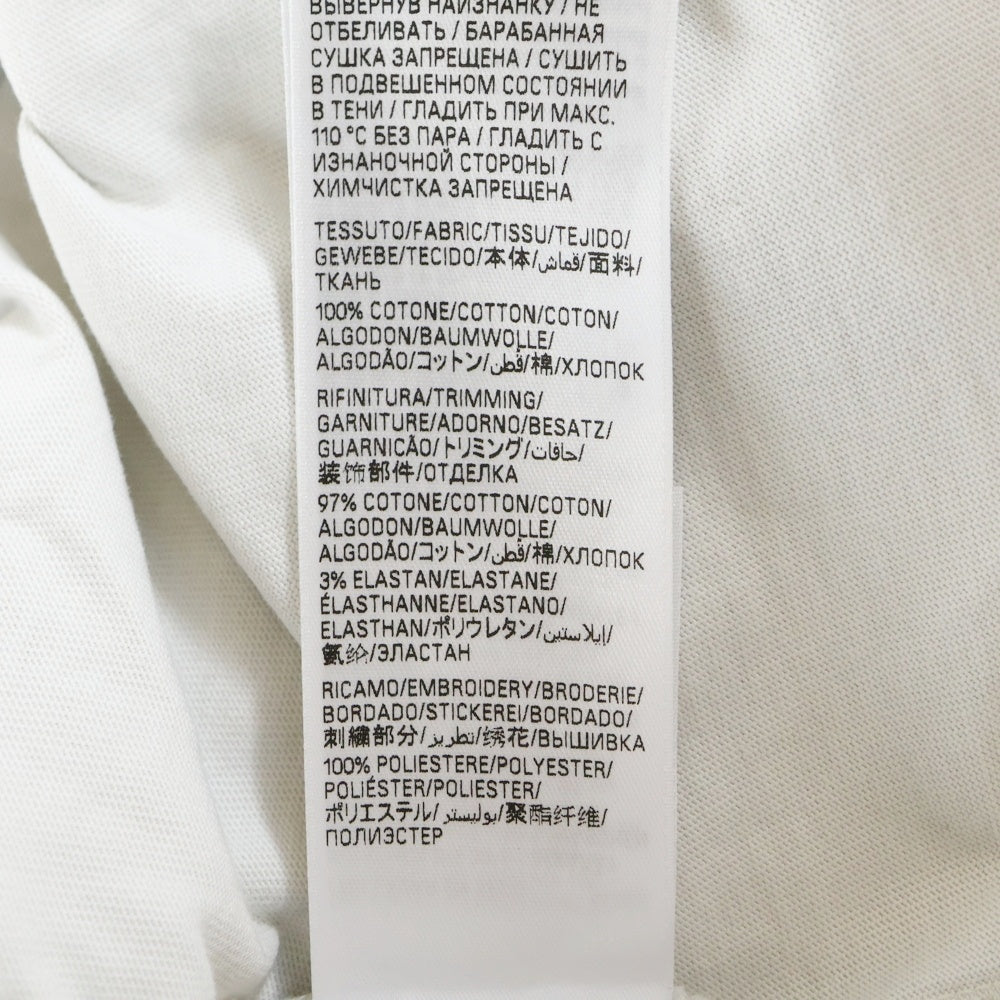 ВЫВЕРНУВ НАИЗНАНКУ / НЕ
ОТБЕЛИВАТЬ / БАРАБАННАЯ
СУШКА ЗАПРЕЩЕНА / СУШИТЬ
В ПОДВЕШЕННОМ СОСТОЯНИИ
В ТЕНИ / ГЛАДИТЬ ПРИ МАКС.
110 °C БЕЗ ПАРА / ГЛАДИТЬ С
ИЗНАНОЧНОЙ СТОРОНЫ /
ХИМЧИСТКА ЗАПРЕЩЕНА
TESSUTO/FABRIC/TISSU/TEJIDO/
GEWEBE/TECIDO/本体/قماش/面料/
ТКАНЬ
100% COTONE/COTTON/COTON/
ALGODON/BAUMWOLLE/
ALGODÃO/コットン/قطن/棉/ХЛОПОК
RIFINITURA/TRIMMING/
GARNITURE/ADORNO/BESATZ/
GUARNICÃO/トリミング/حافات/
装饰部件/ОТДЕЛКА
97% COTONE/COTTON/COTON/
ALGODON/BAUMWOLLE/
ALGODÃO/コットン/قطن/棉/ХЛОПОК
3% ELASTAN/ELASTANE/
ÉLASTHANNE/ELASTANO/
ELASTHAN/ポリウレタン/إيلاستين/
氨纶/ЭЛАСТАН
RICAMO/EMBROIDERY/BRODERIE/
BORDADO/STICKEREI/BORDADO/
刺繍部分/تطريز/绣花/ВЫШИВКА
100% POLIESTERE/POLYESTER/
POLIÉSTER/POLIESTER/
ポリエステル/بوليستر/聚酯纤维/
ПОЛИЭСТЕР